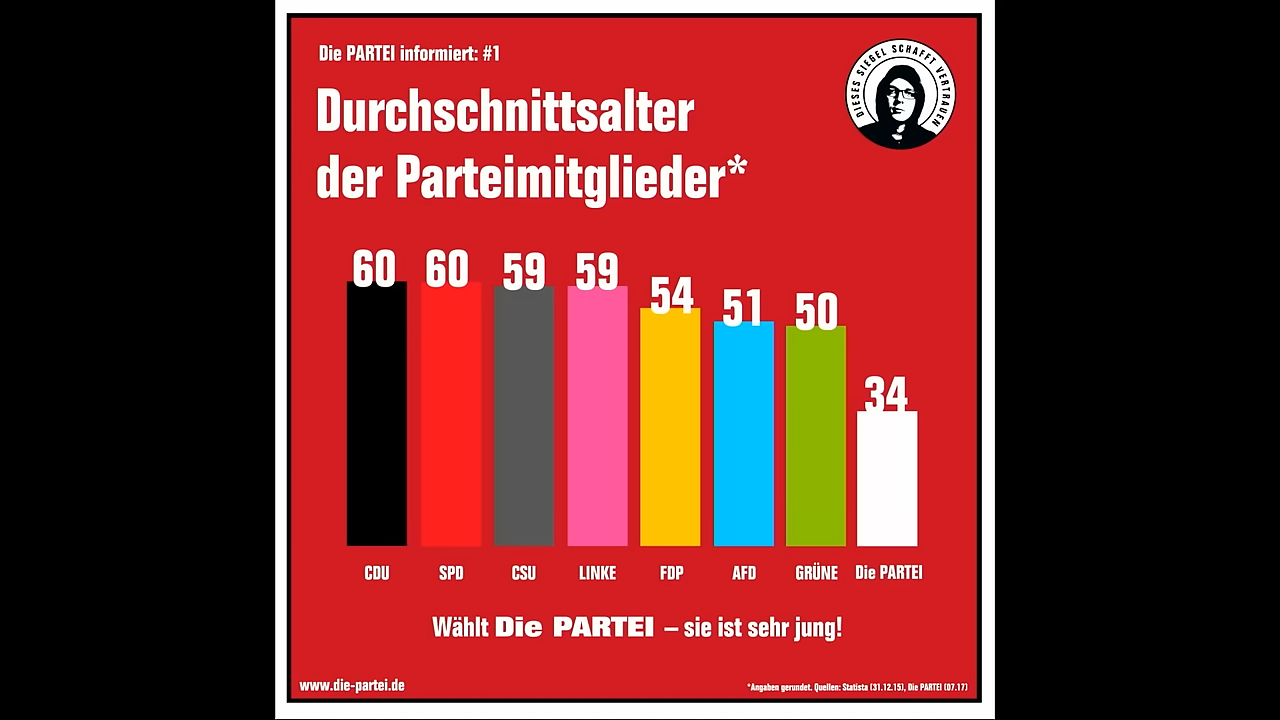 Die PARTEI informiert: #1
DIESES SIEGEL SCHAFFT VERTRAUEN
Durchschnittsalter
der Parteimitglieder*
60 60 59 59 54 51 50 34
CDU SPD CSU LINKE FDP AFD GRÜNE Die PARTEI
Wählt Die PARTEI – sie ist sehr jung!
www.die-partei.de
*Angaben gerundet. Quellen: Statista (31.12.15), Die PARTEI (07.17)